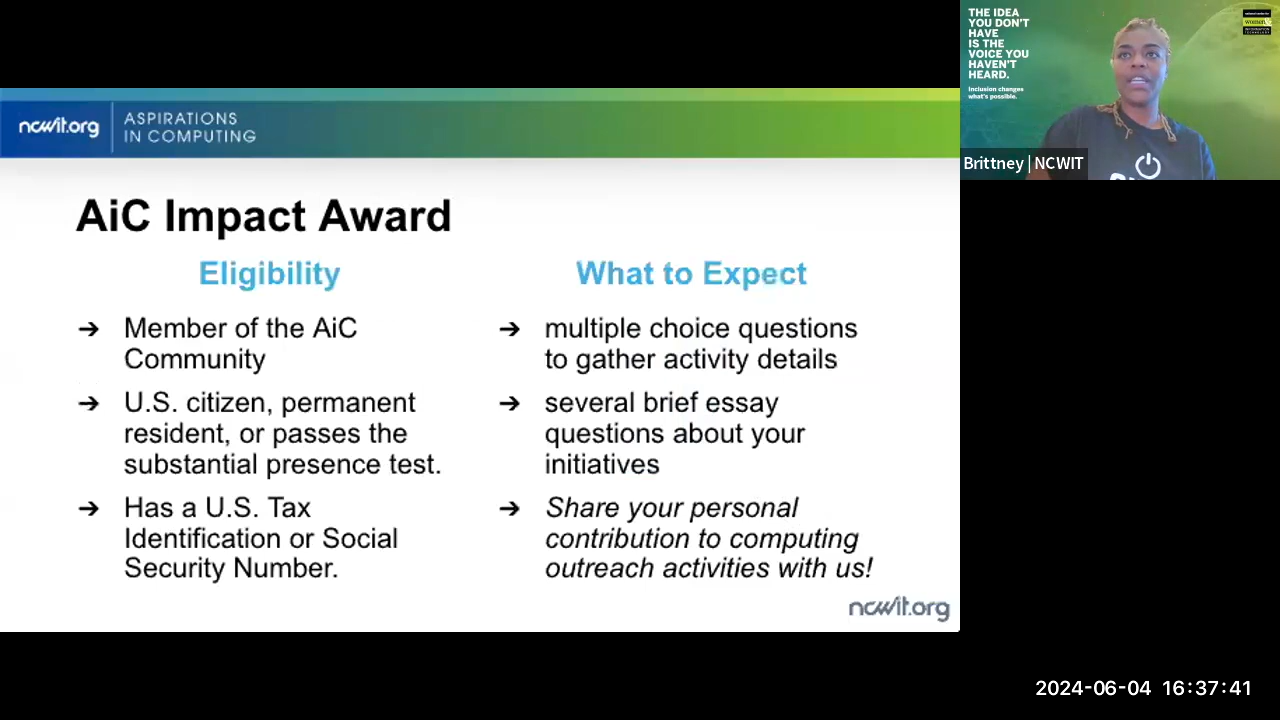 ncwit.org
ASPIRATIONS
IN COMPUTING
AiC Impact Award
Eligibility
➔ Member of the AiC
Community
➔ U.S. citizen, permanent
resident, or passes the
substantial presence test.
➔ Has a U.S. Tax
Identification or Social
Security Number.
What to Expect
➔ multiple choice questions
to gather activity details
➔ several brief essay
questions about your
initiatives
➔ Share your personal
contribution to computing
outreach activities with us!
ncwit.org
THE IDEA
YOU DON'T
HAVE
IS THE
VOICE YOU
HAVEN'T
HEARD.
Inclusion changes
what's possible.
Brittney | NCWIT
2024-06-04 16:37:41